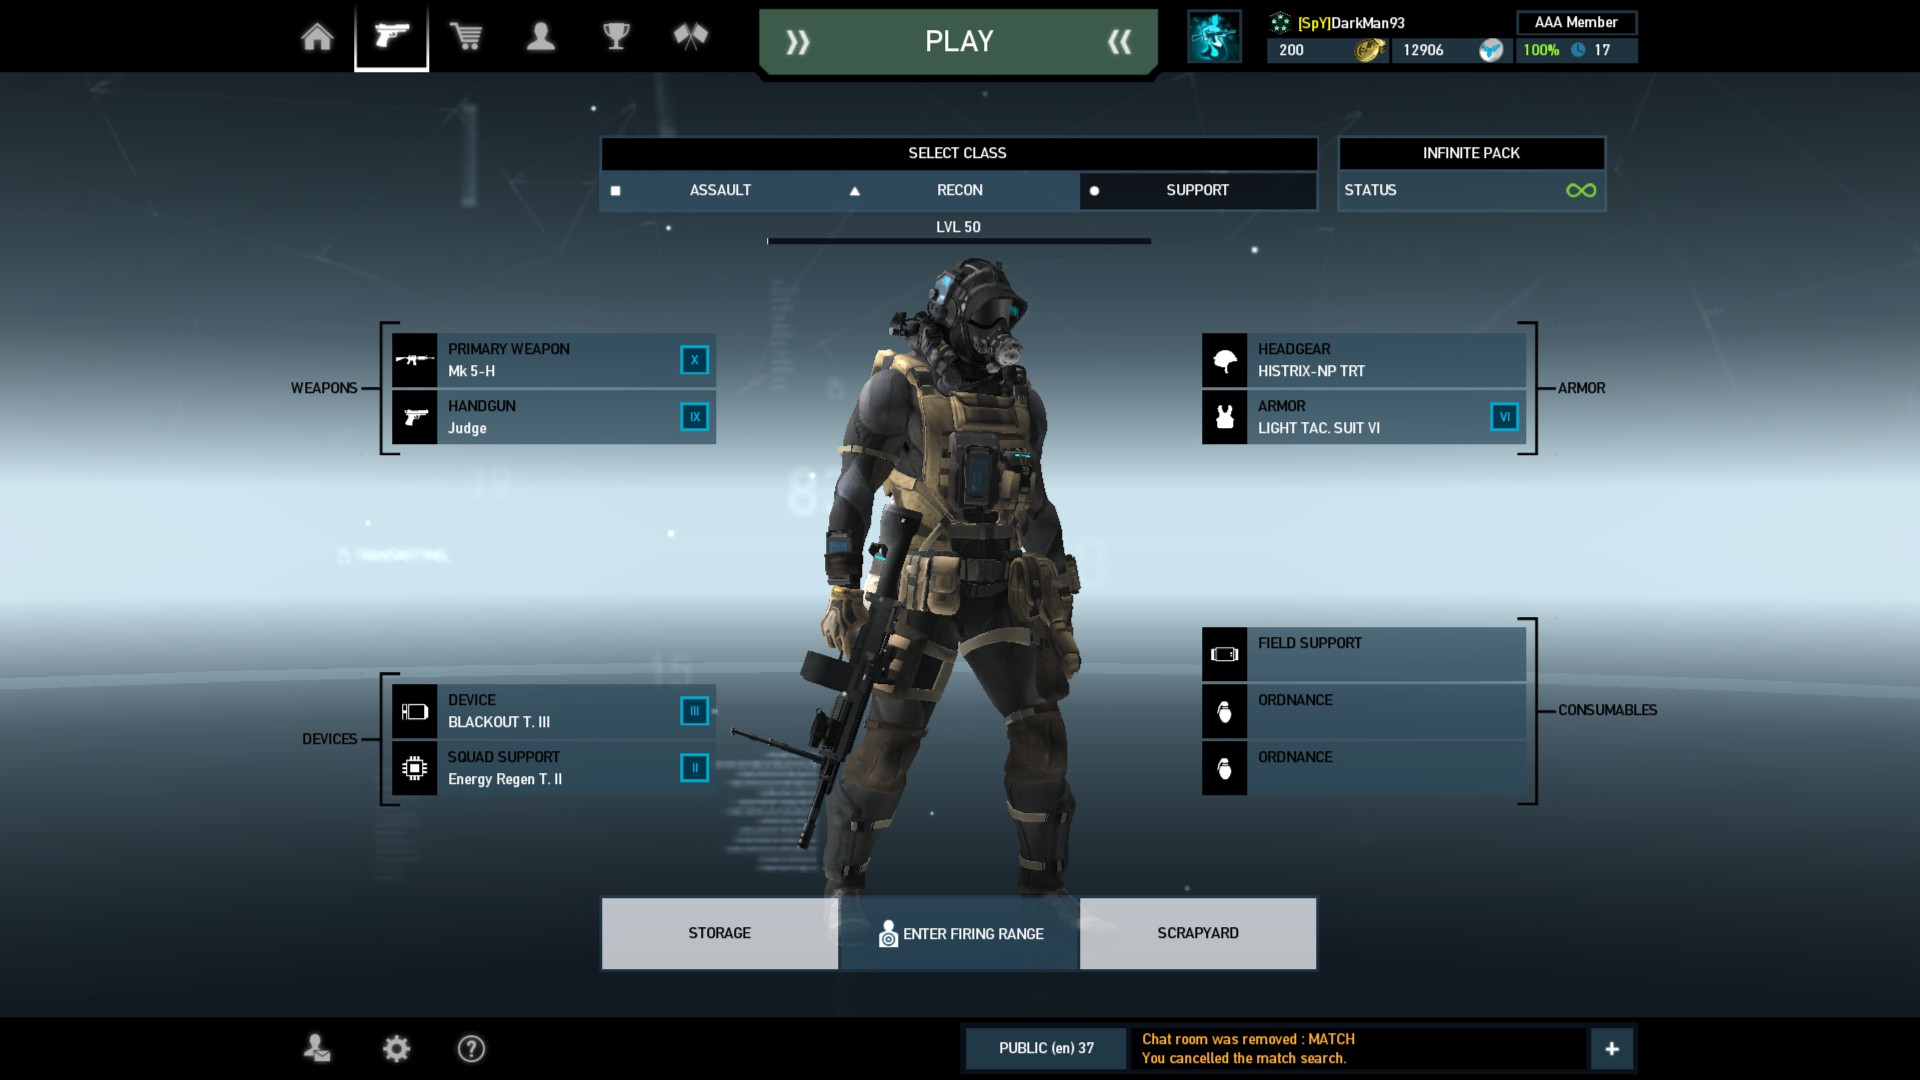 PLAY
[SpY]DarkMan93
AAA Member
200
12906
100%
17
SELECT CLASS
ASSAULT
RECON
SUPPORT
INFINITE PACK
STATUS
LVL 50
WEAPONS
PRIMARY WEAPON
Mk 5-H
X
HANDGUN
Judge
IX
HEADGEAR
HISTRIX-NP TRT
ARMOR
LIGHT TAC. SUIT VI
VI
ARMOR
DEVICES
DEVICE
BLACKOUT T. III
III
SQUAD SUPPORT
Energy Regen T. II
II
FIELD SUPPORT
ORDNANCE
ORDNANCE
CONSUMABLES
19
15
STORAGE
ENTER FIRING RANGE
SCRAPYARD
PUBLIC (en) 37
Chat room was removed : MATCH
You cancelled the match search.
+